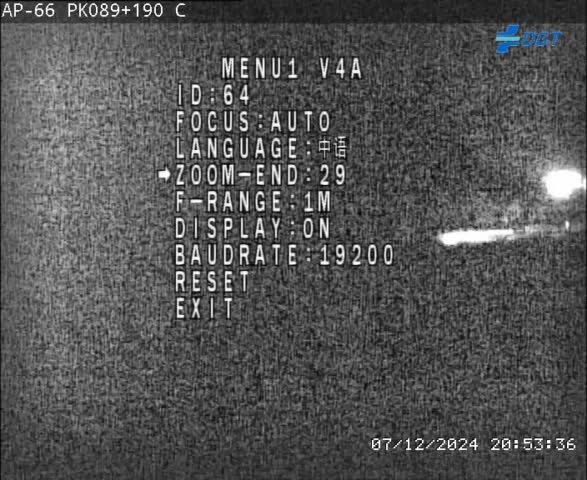 AP-66 PK089+190 C
DGT
MENU1 V4A
ID:64
FOCUS:AUTO
LANGUAGE:中语
ZOOM-END:29
F-RANGE:1M
DISPLAY:ON
BAUDRATE:19200
RESET
EXIT
07/12/2024 20:53:36